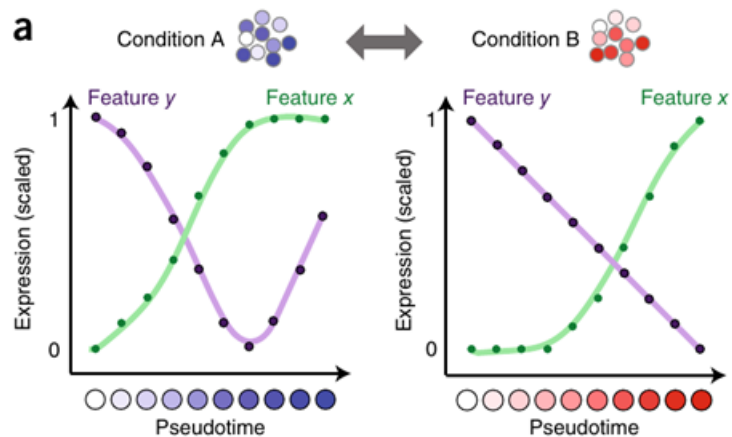 a
Condition A
Condition B
Feature y
Feature x
1
Expression (scaled)
0
Pseudotime
Feature y
Feature x
1
Expression (scaled)
0
Pseudotime